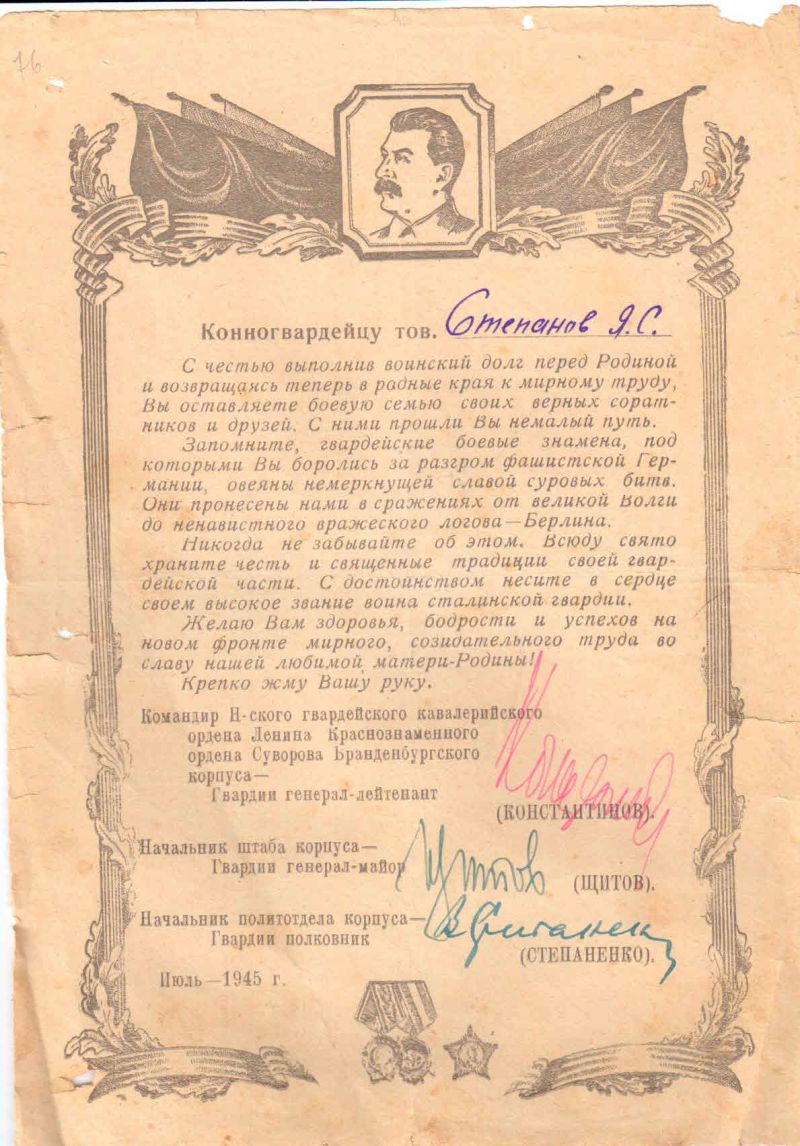 76
Конногвардейцу тов. Степанов Я. С.
С честью выполнив воинский долг перед Родиной
и возвращаясь теперь в родные края к мирному труду,
Вы оставляете боевую семью своих верных сорат-
ников и друзей. С ними прошли Вы немалый путь.
Запомните, гвардейские боевые знамена, под
которыми Вы боролись за разгром фашистской Гер-
мании, овеяны немеркнущей славой суровых битв.
Они пронесены нами в сражениях от великой Волги
до ненавистного вражеского логова—Берлина.
Никогда не забывайте об этом. Всюду свято
храните честь и священные традиции своей гвар-
дейской части. С достоинством несите в сердце
своем высокое звание воина сталинской гвардии.
Желаю Вам здоровья, бодрости и успехов на
новом фронте мирного, созидательного труда во
славу нашей любимой матери-Родины!
Крепко жму Вашу руку.
Командир Н-ского гвардейского кавалерийского
ордена Ленина Краснознаменного
ордена Суворова Бранденбургского
корпуса—
Гвардии генерал-лейтенант
(КОНСТАНТИНОВ).
Начальник штаба корпуса—
Гвардии генерал-майор Щитов (ЩИТОВ).
Начальник политотдела корпуса—
Гвардии полковник
(СТЕПАНЕНКО).
Июль—1945 г.